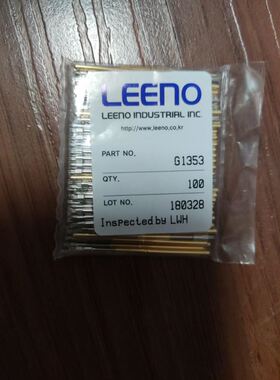 LEENO
LEENO INDUSTRIAL INC.
http://www.leeno.co.kr
PART NO. G1353
QTY. 100
LOT NO. 180328
Inspected by LWH